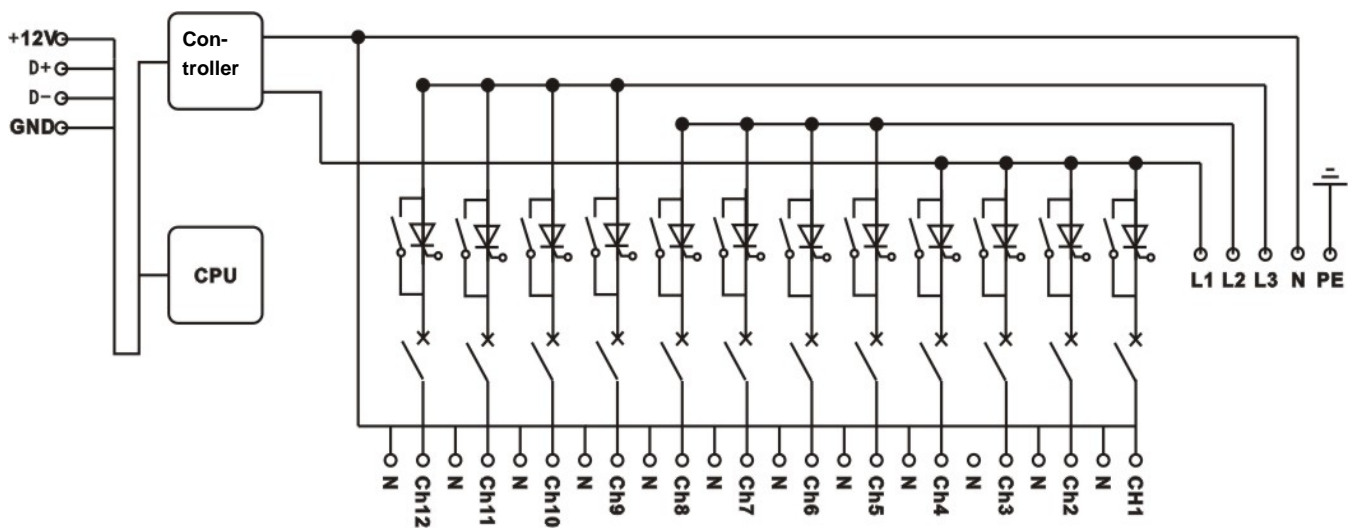 +12V
D+
D-
GND
Con-
troller
CPU
L1 L2 L3 N PE
N Ch12 N Ch11 N Ch10 N Ch9 N Ch8 N Ch7 N Ch6 N Ch5 N Ch4 N Ch3 N Ch2 N CH1